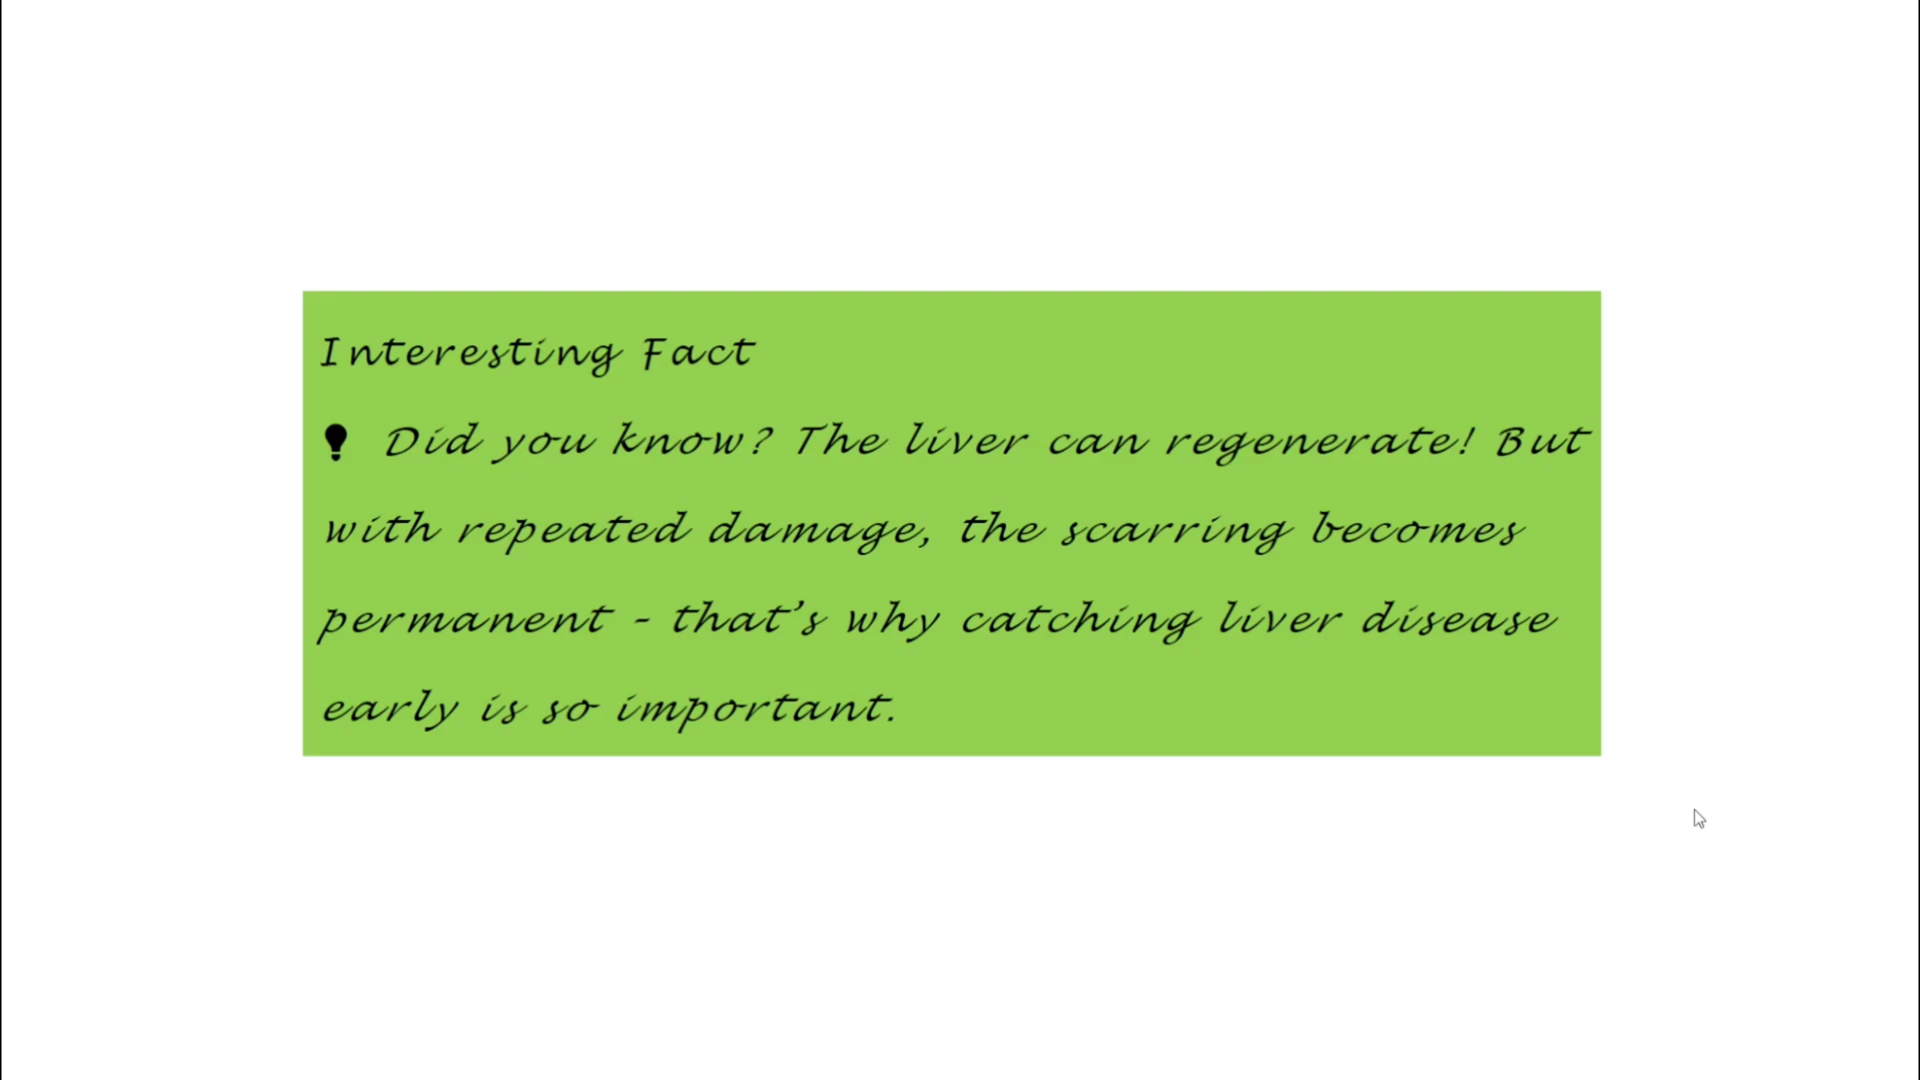 Interesting Fact
Did you know? The liver can regenerate! But
with repeated damage, the scarring becomes
permanent – that’s why catching liver disease
early is so important.